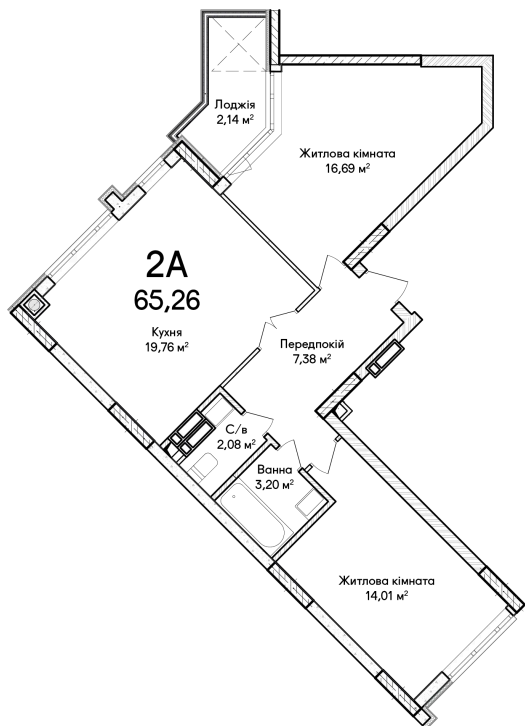 Лоджія
2,14 м²
Житлова кімната
16,69 м²
2А
65,26
Кухня
19,76 м²
Передпокій
7,38 м²
С/в
2,08 м²
Ванна
3,20 м²
Житлова кімната
14,01 м²